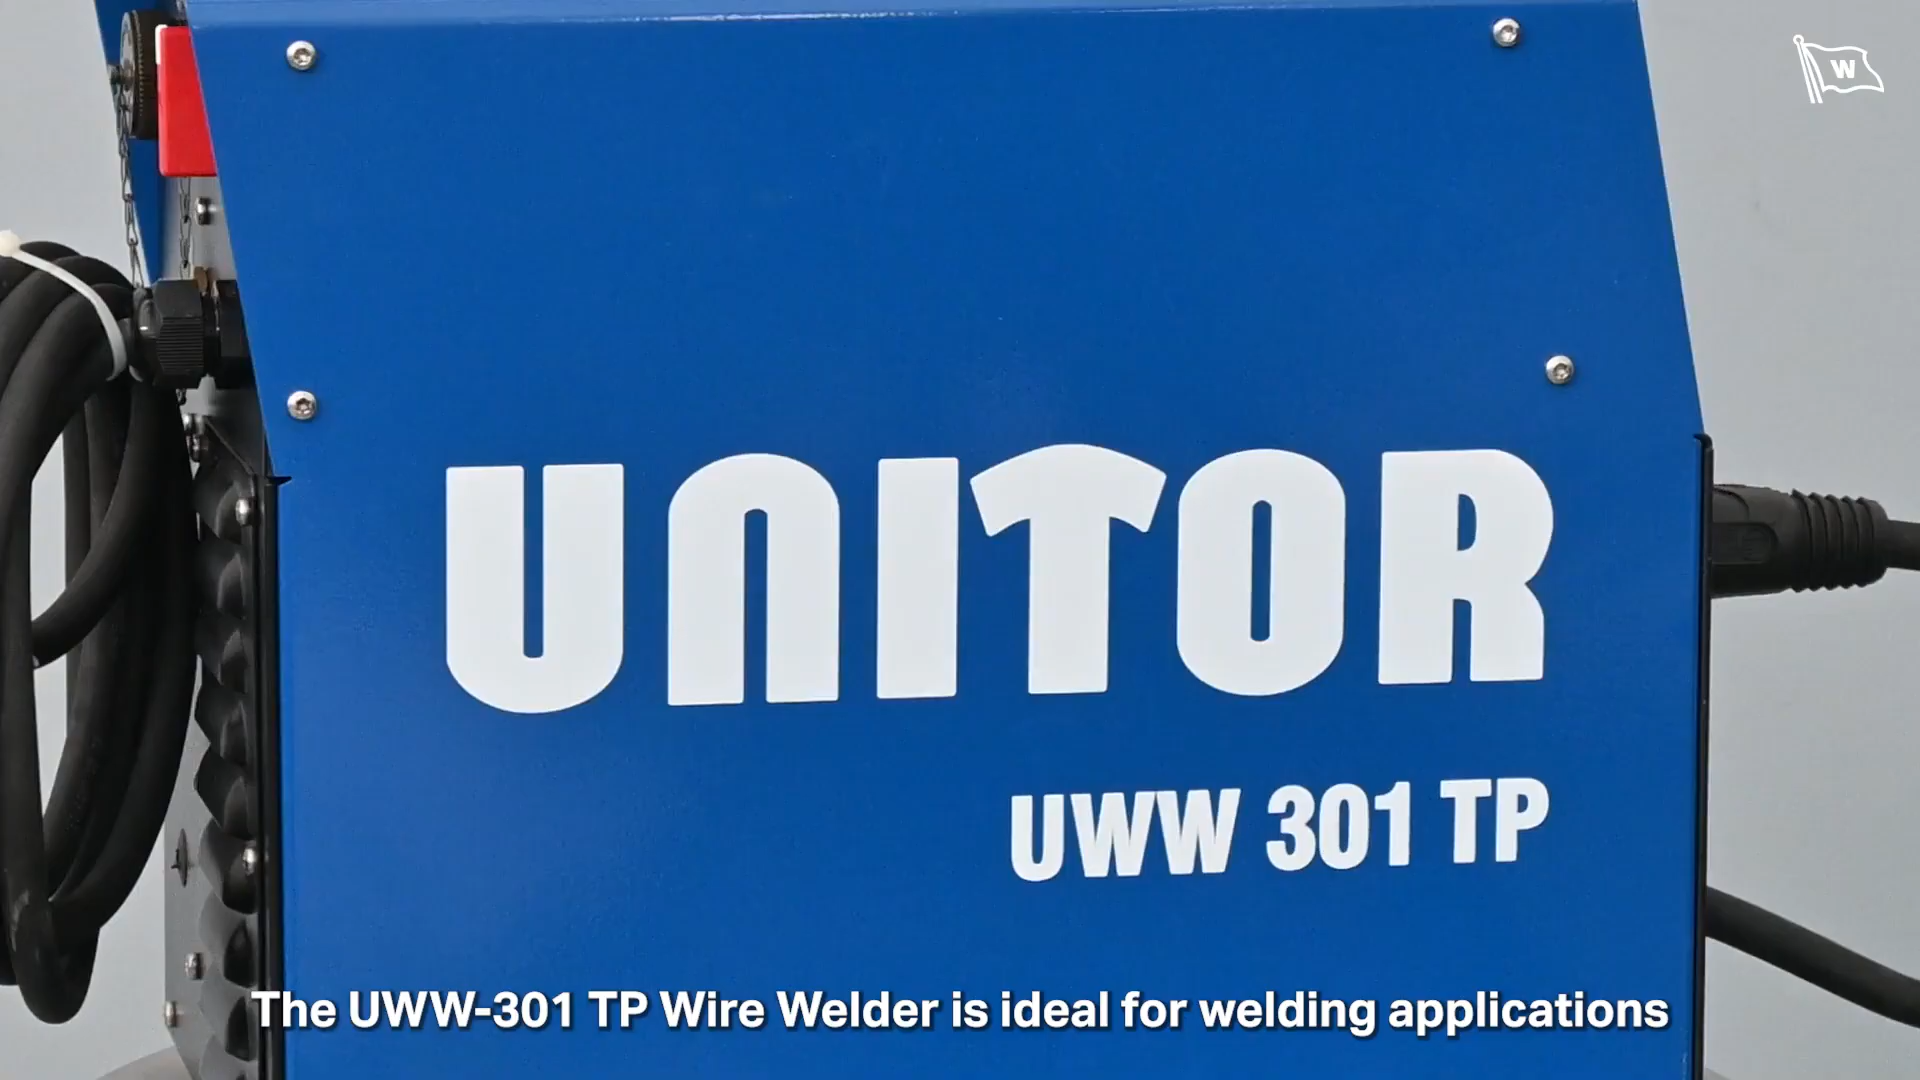 W
UNITOR
UWW 301 TP
The UWW-301 TP Wire Welder is ideal for welding applications